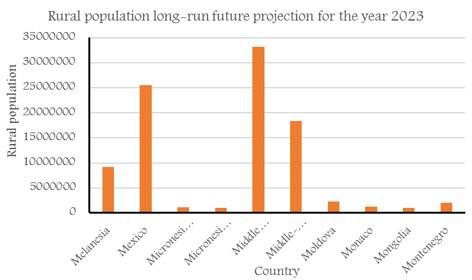 Rural population long-run future projection for the year 2023
Rural population
35000000
30000000
25000000
20000000
15000000
10000000
5000000
0
Melanesia
Mexico
Micronesi...
Micronesi...
Middle...
Middle-...
Moldova
Monaco
Mongolia
Montenegro
Country